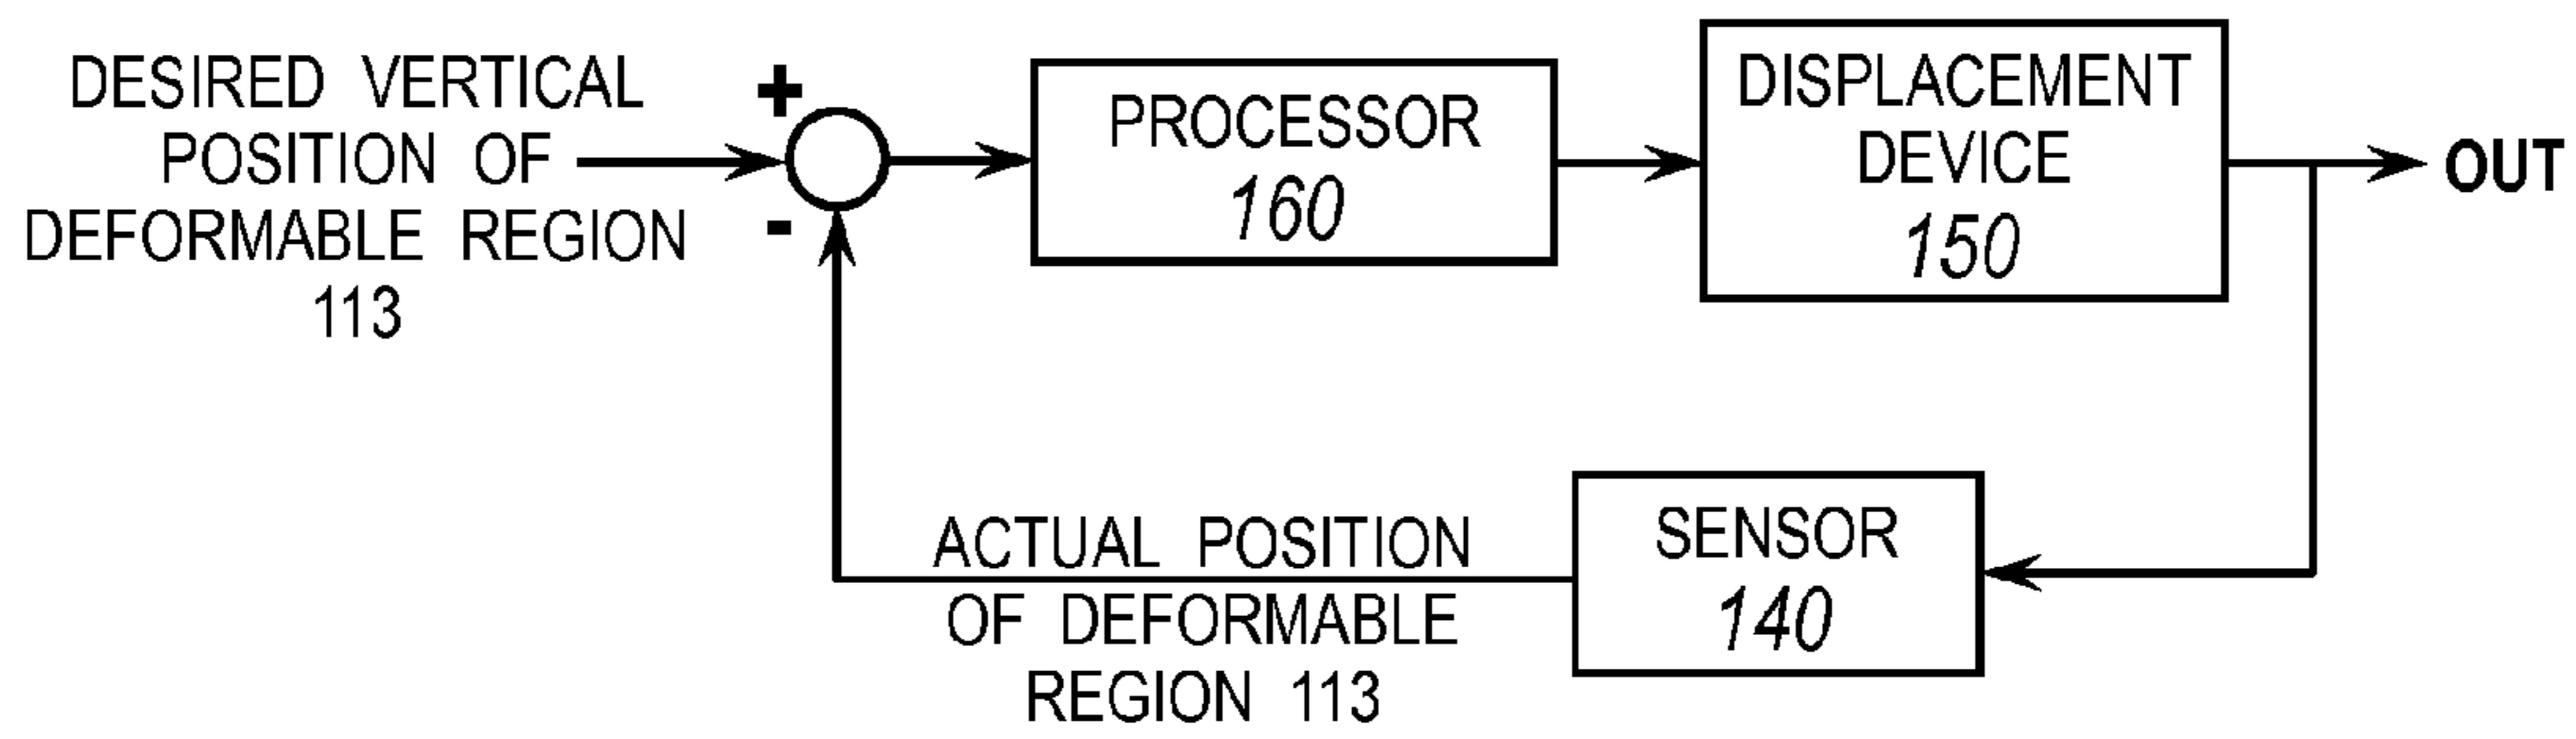 DESIRED VERTICAL
POSITION OF
DEFORMABLE REGION
113
+
-
PROCESSOR
160
DISPLACEMENT
DEVICE
150
OUT
SENSOR
140
ACTUAL POSITION
OF DEFORMABLE
REGION 113